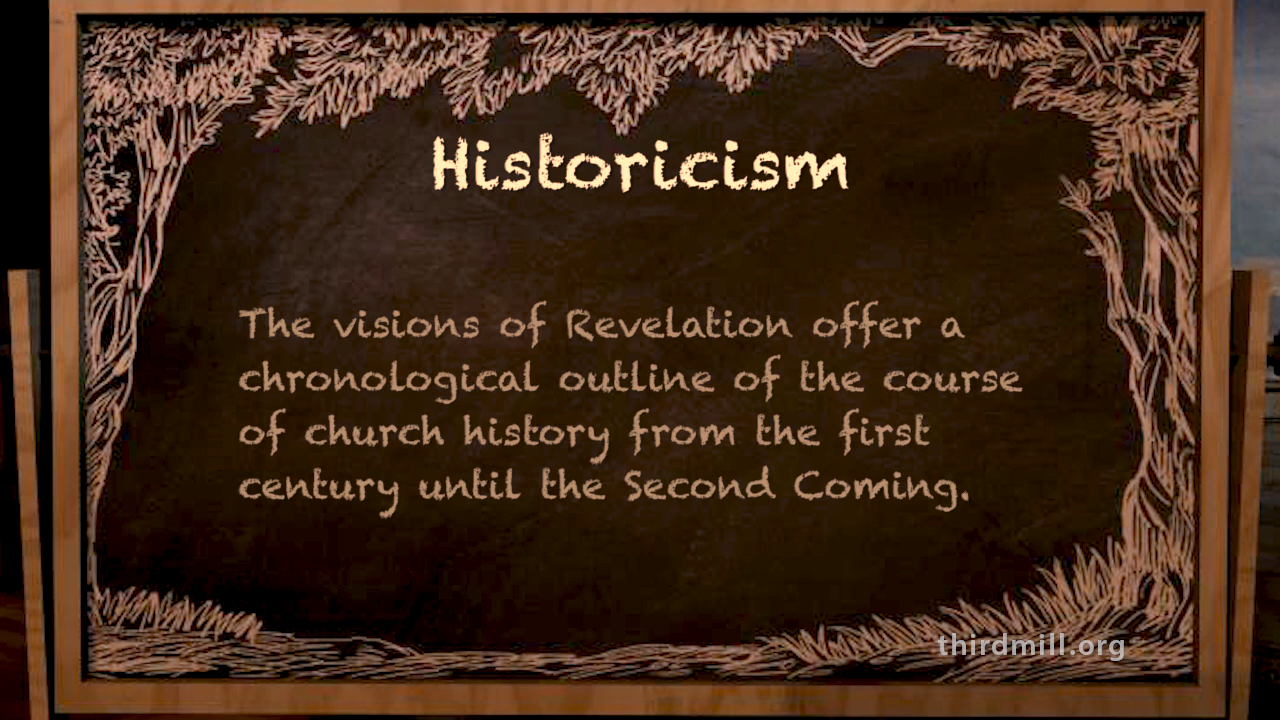 Historicism
The visions of Revelation offer a
chronological outline of the course
of church history from the first
century until the Second Coming.
thirdmill.org